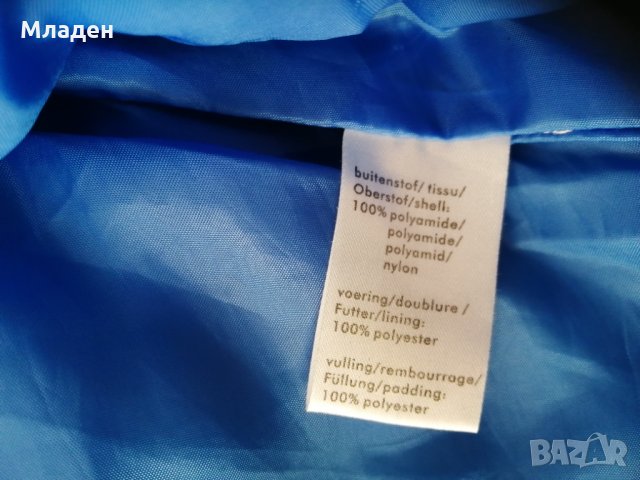 Младен
buitenstof/tissu/
Oberstof/shell:
100% polyamide/
polyamide/
polyamid/
nylon
voering/doublure/
Futter/lining:
100% polyester
vulling/rembourrage/
Füllung/padding:
100% polyester
BAZAR